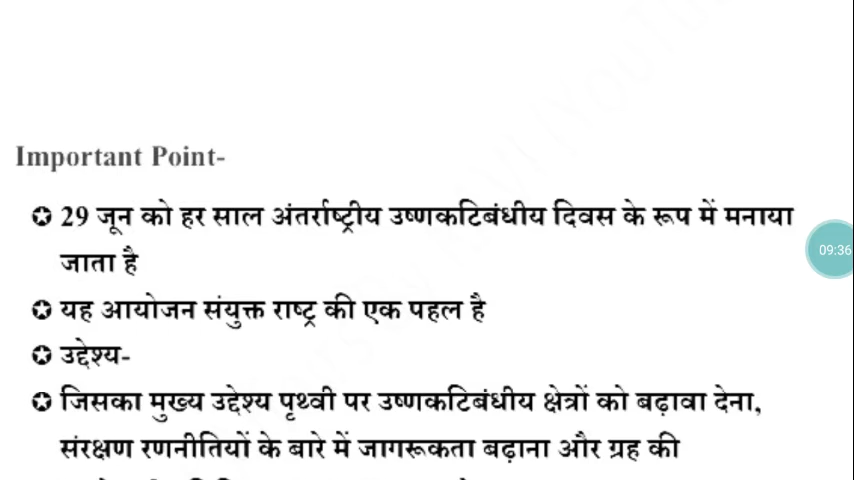 Important Point-
✪ 29 जून को हर साल अंतर्राष्ट्रीय उष्णकटिबंधीय दिवस के रूप में मनाया
जाता है
09:36
✪ यह आयोजन संयुक्त राष्ट्र की एक पहल है
✪ उद्देश्य-
✪ जिसका मुख्य उद्देश्य पृथ्वी पर उष्णकटिबंधीय क्षेत्रों को बढ़ावा देना,
संरक्षण रणनीतियों के बारे में जागरूकता बढ़ाना और ग्रह की